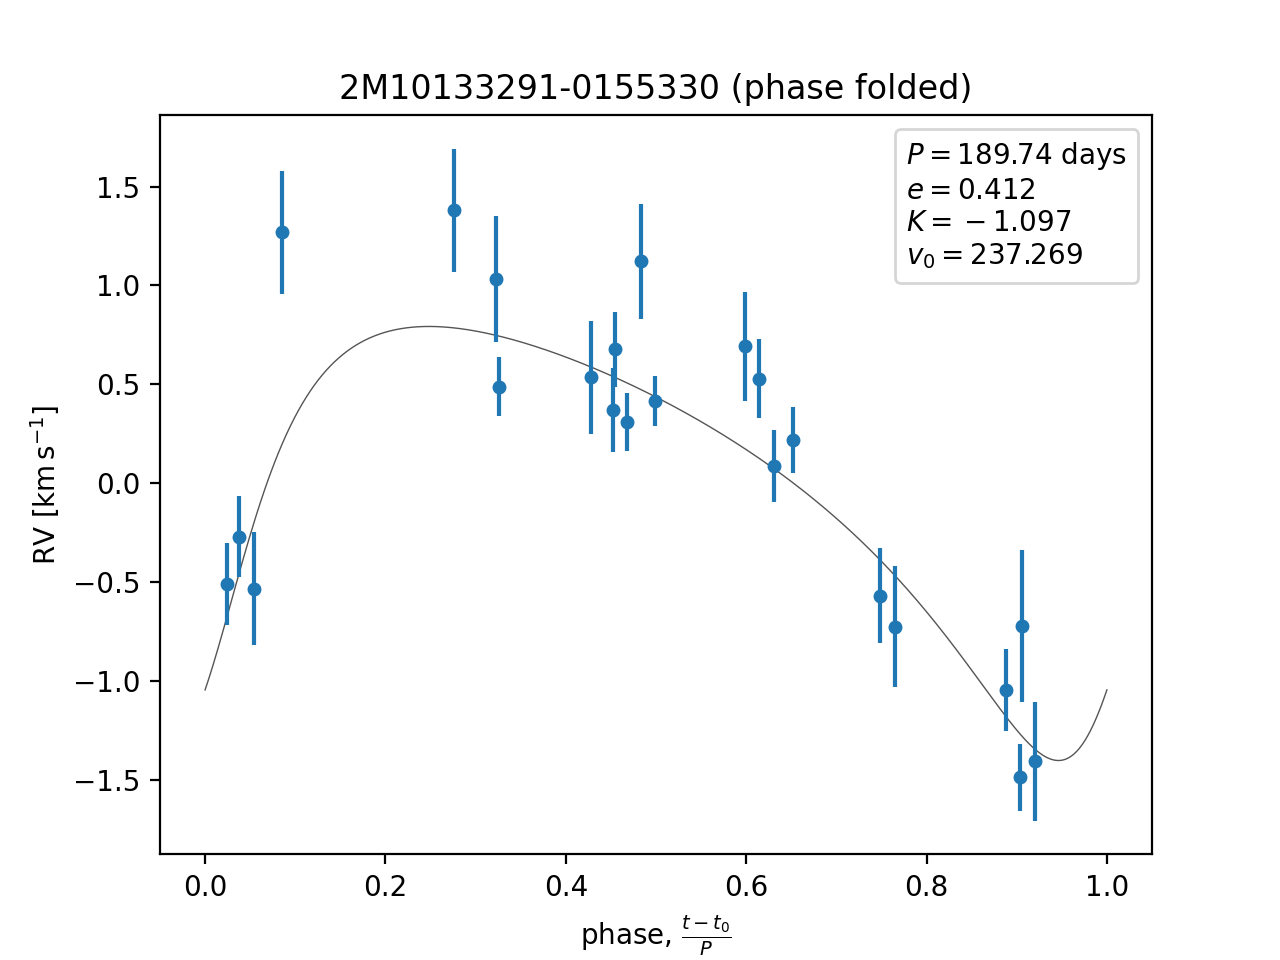 2M10133291-0155330 (phase folded)
P = 189.74 days
e = 0.412
K = −1.097
v₀ = 237.269
1.5
1.0
0.5
0.0
−0.5
−1.0
−1.5
RV [km s⁻¹]
0.0 0.2 0.4 0.6 0.8 1.0
phase, (t − t₀)/P